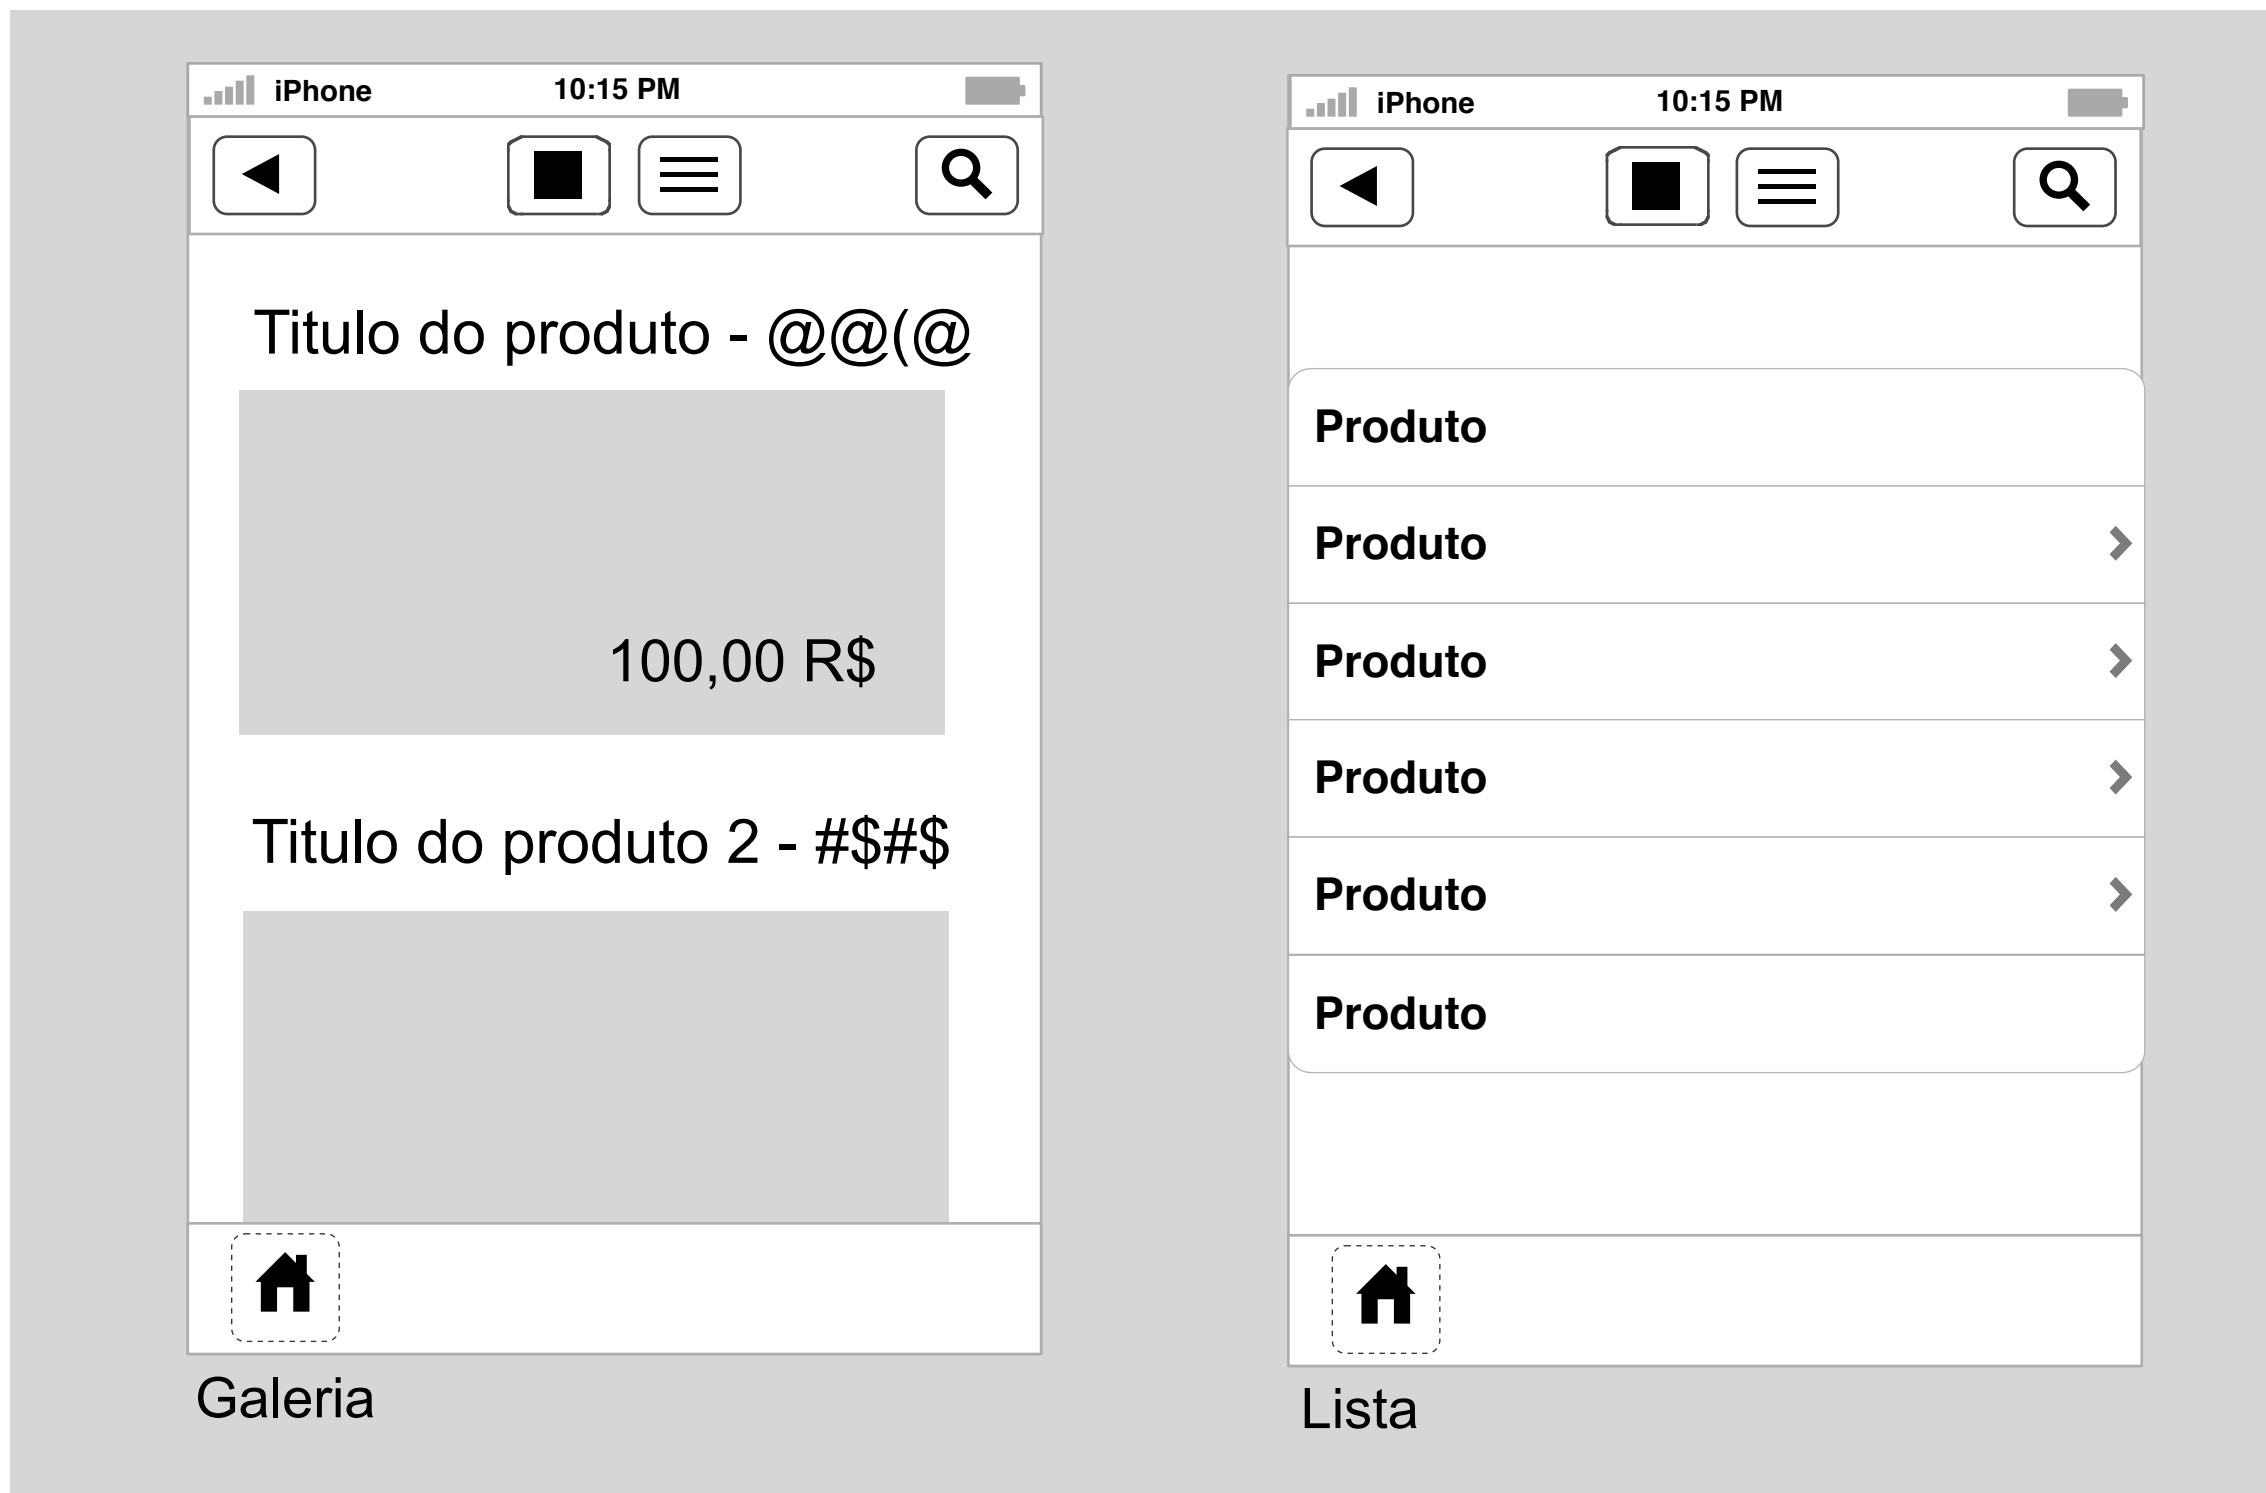 iPhone 10:15 PM
Titulo do produto - @@(@
100,00 R$
Titulo do produto 2 - #$#$
Galeria
iPhone 10:15 PM
Produto
Produto
Produto
Produto
Produto
Produto
Lista